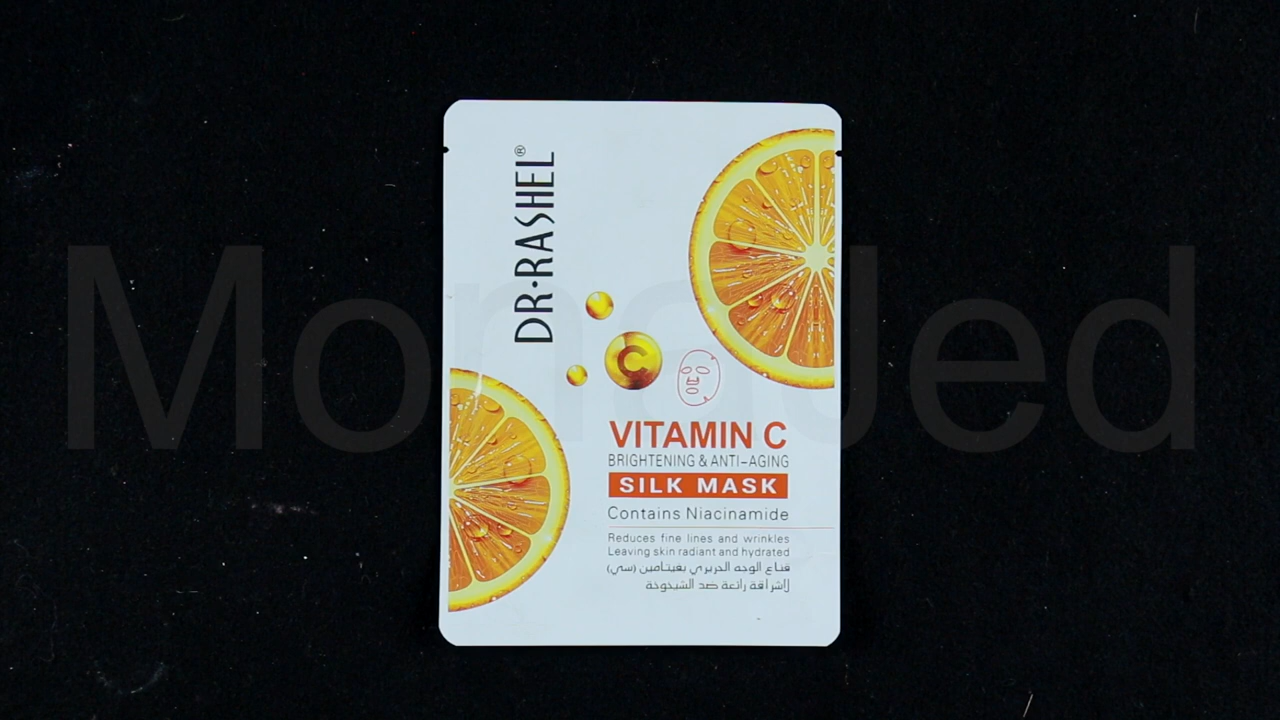 DR·RASHEL®
C
VITAMIN C
BRIGHTENING & ANTI-AGING
SILK MASK
Contains Niacinamide
Reduces fine lines and wrinkles
Leaving skin radiant and hydrated
قناع الوجه الحريري بفيتامين (سي)
لاشراقة رائعة ضد الشيخوخة